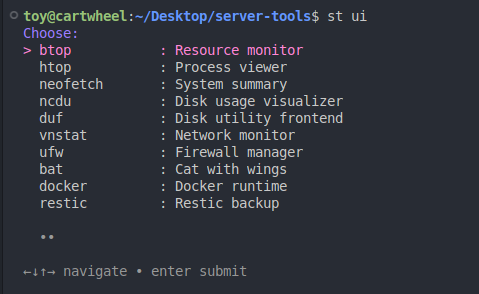 toy@cartwheel:~/Desktop/server-tools$ st ui
Choose:
> btop : Resource monitor
htop : Process viewer
neofetch : System summary
ncdu : Disk usage visualizer
duf : Disk utility frontend
vnstat : Network monitor
ufw : Firewall manager
bat : Cat with wings
docker : Docker runtime
restic : Restic backup
••
←↓↑→ navigate • enter submit